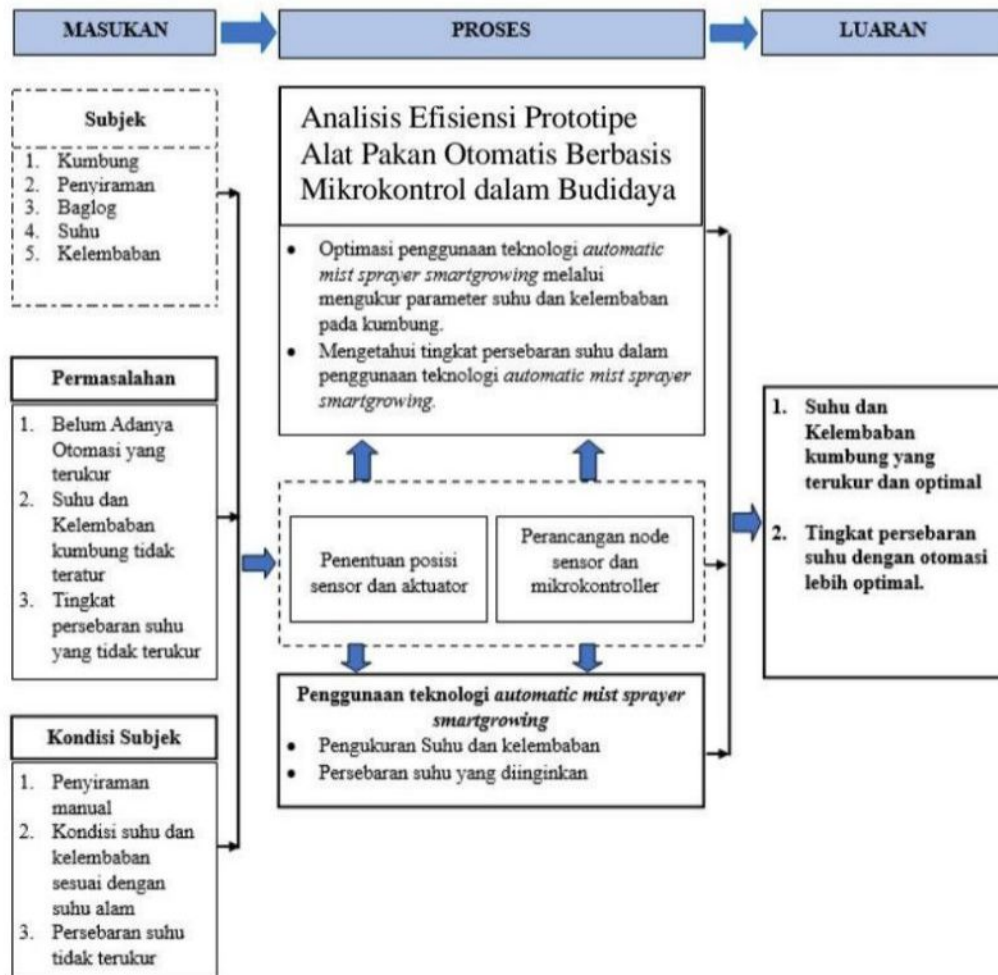 MASUKAN
PROSES
LUARAN
Subjek
1. Kumbung
2. Penyiraman
3. Baglog
4. Suhu
5. Kelembaban
Permasalahan
1. Belum Adanya
Otomasi yang
terukur
2. Suhu dan
Kelembaban
kumbung tidak
teratur
3. Tingkat
persebaran suhu
yang tidak terukur
Kondisi Subjek
1. Penyiraman
manual
2. Kondisi suhu dan
kelembaban
sesuai dengan
suhu alam
3. Persebaran suhu
tidak terukur
Analisis Efisiensi Prototipe
Alat Pakan Otomatis Berbasis
Mikrokontrol dalam Budidaya
• Optimasi penggunaan teknologi automatic
mist sprayer smartgrowing melalui
mengukur parameter suhu dan kelembaban
pada kumbung.
• Mengetahui tingkat persebaran suhu dalam
penggunaan teknologi automatic mist sprayer
smartgrowing.
Penentuan posisi
sensor dan aktuator
Perancangan node
sensor dan
mikrokontroller
Penggunaan teknologi automatic mist sprayer
smartgrowing
• Pengukuran Suhu dan kelembaban
• Persebaran suhu yang diinginkan
1. Suhu dan
Kelembaban
kumbung yang
terukur dan optimal
2. Tingkat persebaran
suhu dengan otomasi
lebih optimal.